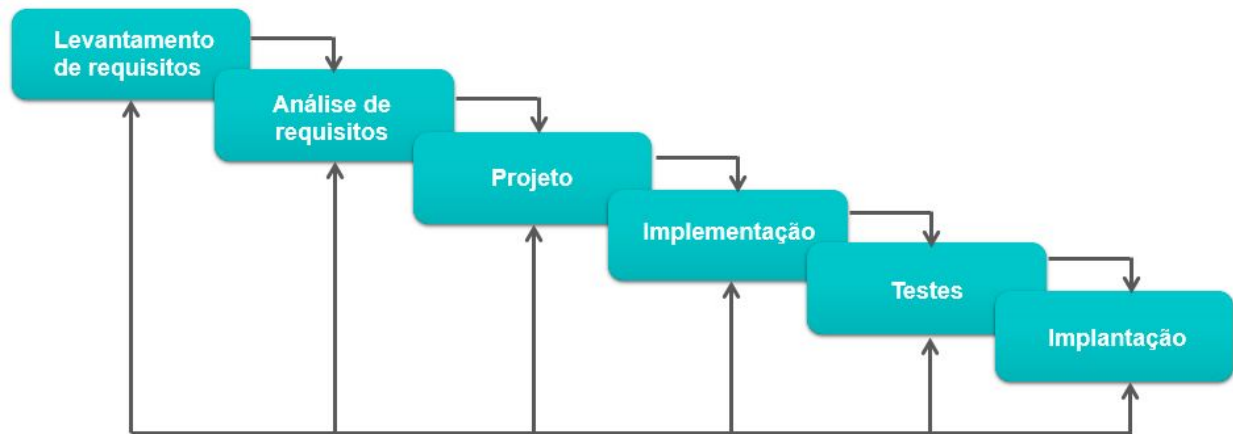 Levantamento
de requisitos
Análise de
requisitos
Projeto
Implementação
Testes
Implantação